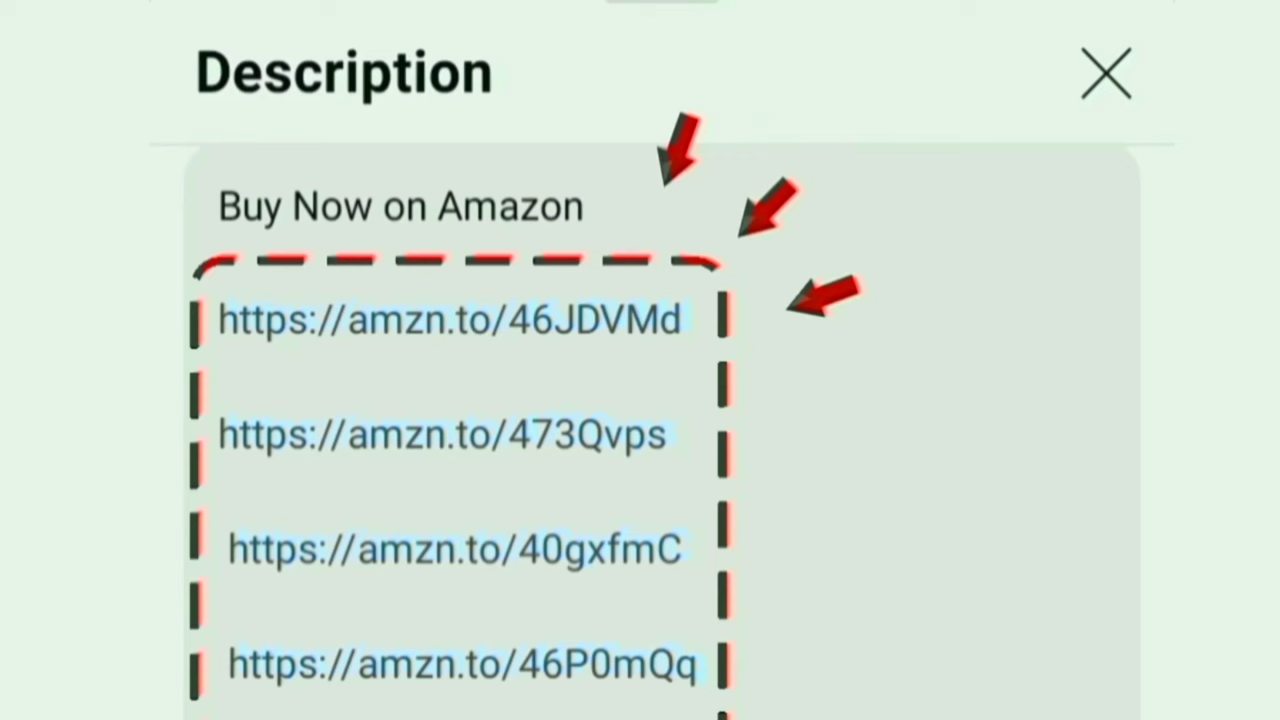 Description
Buy Now on Amazon
https://amzn.to/46JDVMd
https://amzn.to/473Qvps
https://amzn.to/40gxfmC
https://amzn.to/46P0mQq